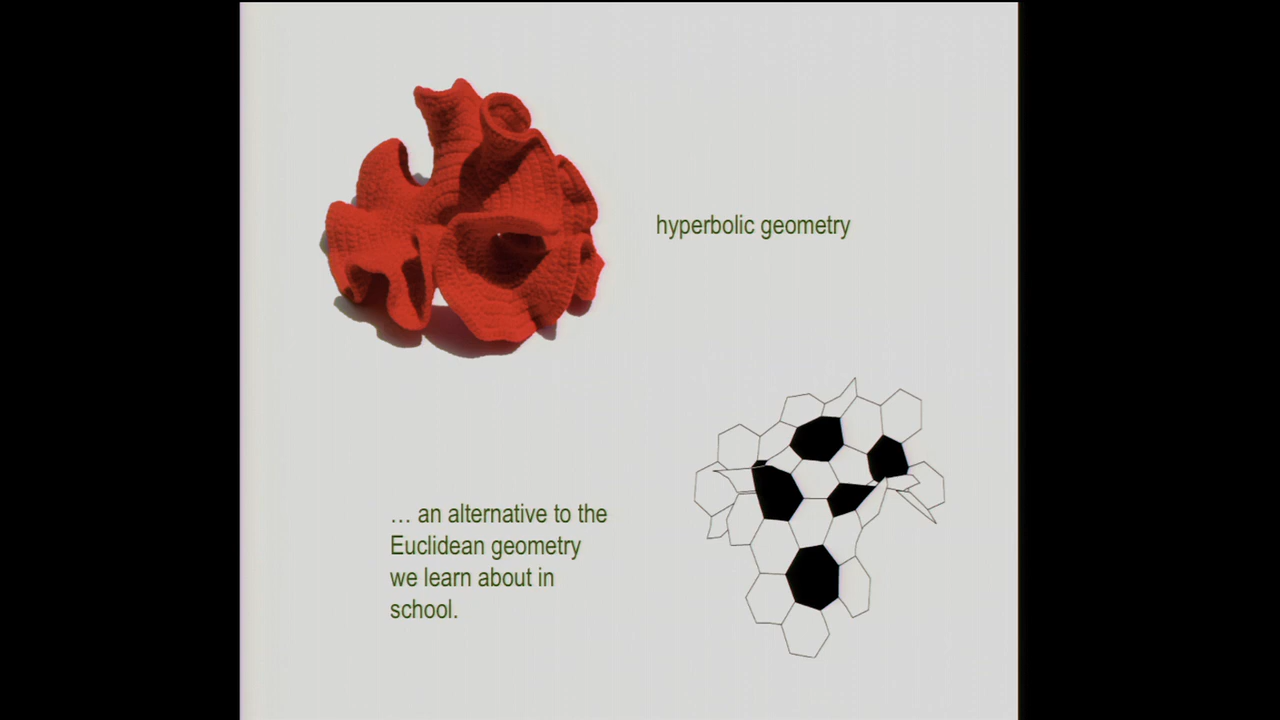 hyperbolic geometry
… an alternative to the
Euclidean geometry
we learn about in
school.